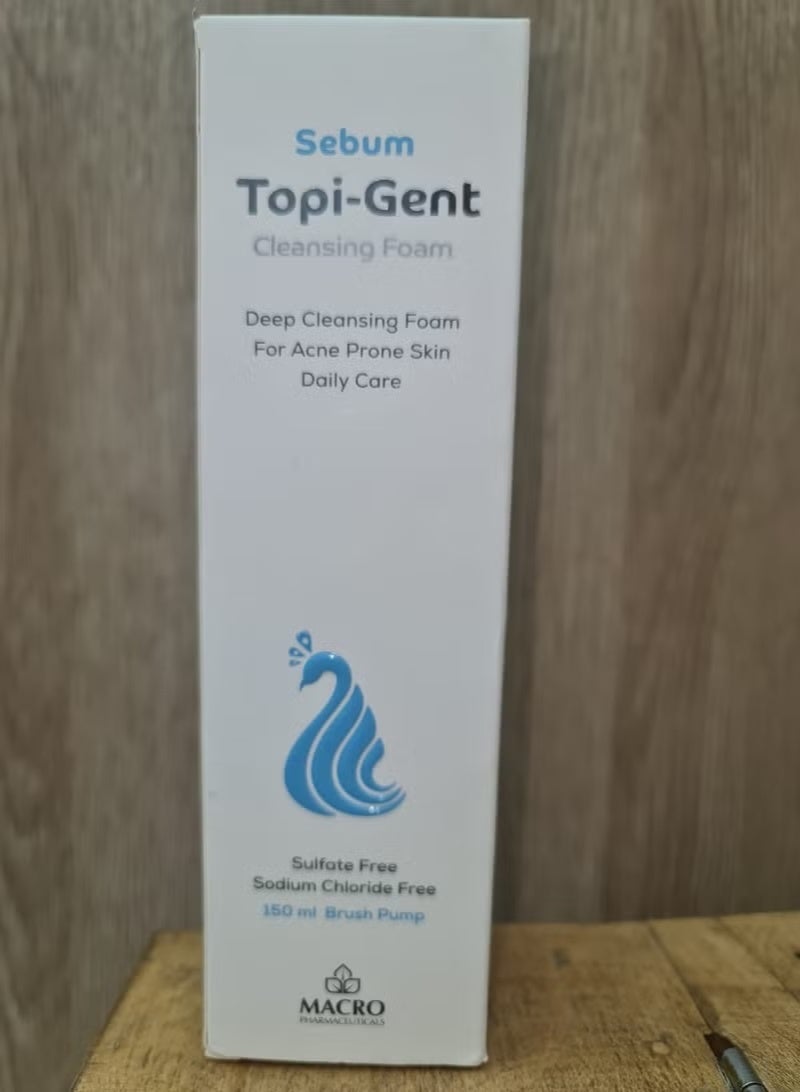 Sebum
Topi-Gent
Cleansing Foam
Deep Cleansing Foam
For Acne Prone Skin
Daily Care
Sulfate Free
Sodium Chloride Free
150 ml Brush Pump
MACRO
PHARMACEUTICALS